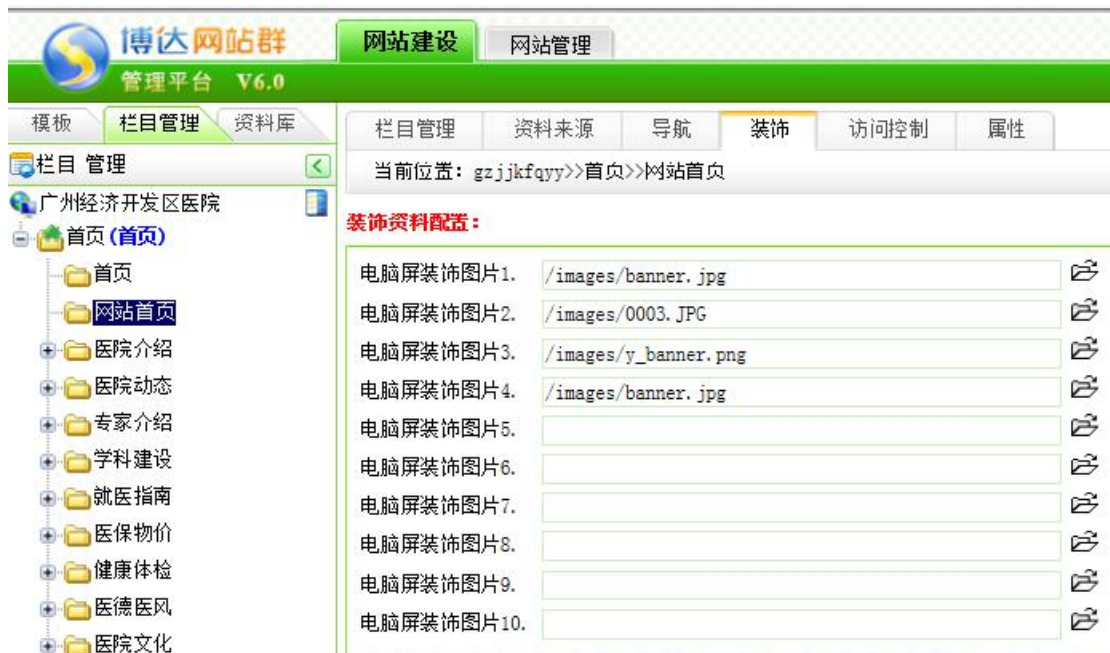 博达网站群
管理平台 V6.0
网站建设
网站管理
模板
栏目管理
资料库
栏目 管理
广州经济开发区医院
首页(首页)
首页
网站首页
医院介绍
医院动态
专家介绍
学科建设
就医指南
医保物价
健康体检
医德医风
医院文化
栏目管理
资料来源
导航
装饰
访问控制
属性
当前位置: gzjjkfqyy>>首页>>网站首页
装饰资料配置:
电脑屏装饰图片1. /images/banner.jpg
电脑屏装饰图片2. /images/0003.JPG
电脑屏装饰图片3. /images/y_banner.png
电脑屏装饰图片4. /images/banner.jpg
电脑屏装饰图片5.
电脑屏装饰图片6.
电脑屏装饰图片7.
电脑屏装饰图片8.
电脑屏装饰图片9.
电脑屏装饰图片10.